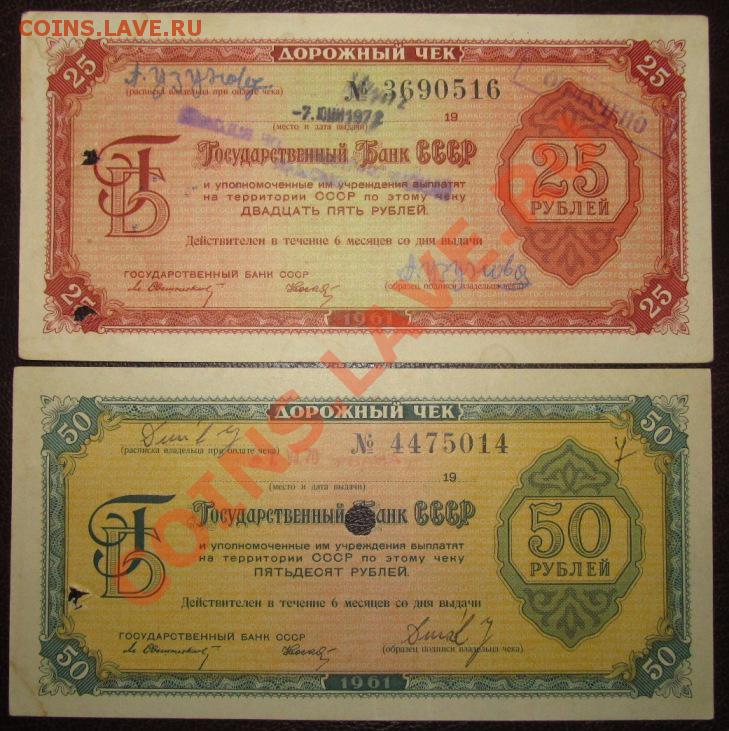 COINS.LAVE.RU
ДОРОЖНЫЙ ЧЕК
25
25
А. Узунова
(расписка владельца при оплате чека)
№ 3690516
ОПЛАЧЕНО
-7. ИЮН 1972
19
(место и дата выдачи)
ГБ
Государственный Банк СССР
и уполномоченные им учреждения выплатят
на территории СССР по этому чеку
ДВАДЦАТЬ ПЯТЬ РУБЛЕЙ.
25
РУБЛЕЙ
Действителен в течение 6 месяцев со дня выдачи
ГОСУДАРСТВЕННЫЙ БАНК СССР
А. Узунова
(образец подписи владельца чека)
25
25
1961
COINS.LAVE.RU
ДОРОЖНЫЙ ЧЕК
50
50
(расписка владельца при оплате чека)
№ 4475014
19
(место и дата выдачи)
ГБ
Государственный Банк СССР
и уполномоченные им учреждения выплатят
на территории СССР по этому чеку
ПЯТЬДЕСЯТ РУБЛЕЙ.
50
РУБЛЕЙ
Действителен в течение 6 месяцев со дня выдачи
ГОСУДАРСТВЕННЫЙ БАНК СССР
(образец подписи владельца чека)
50
50
1961